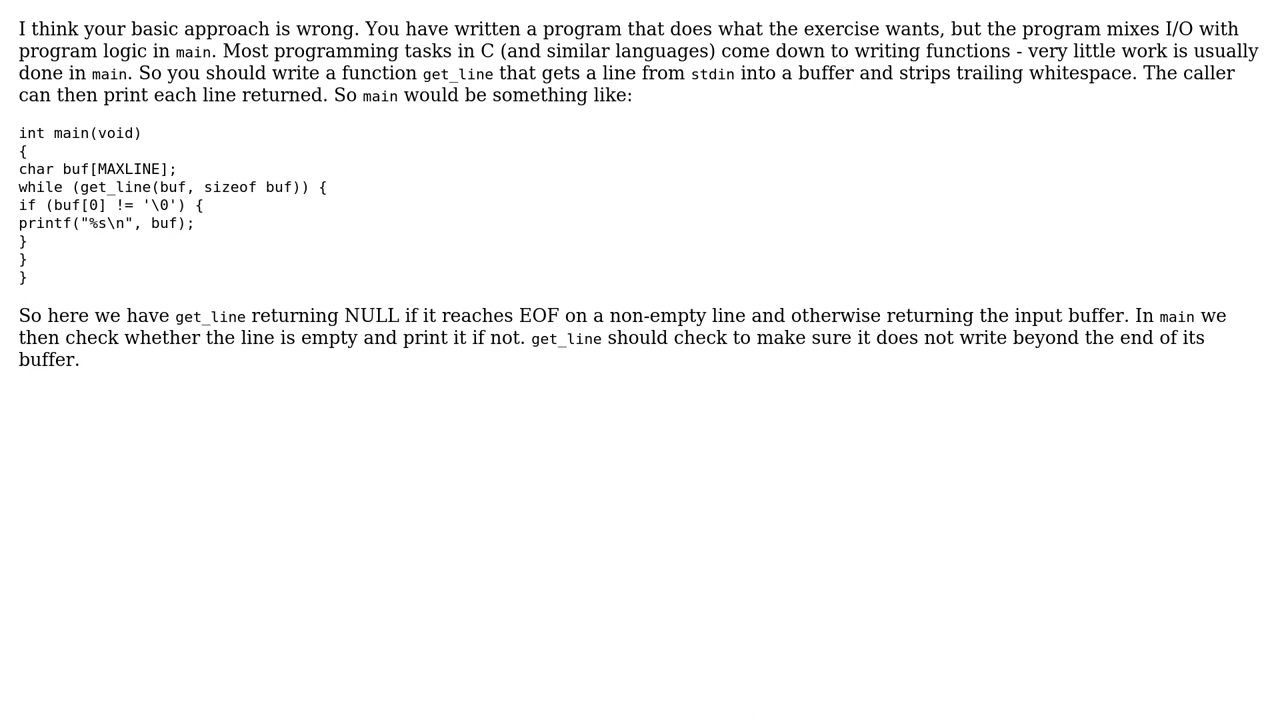 I think your basic approach is wrong. You have written a program that does what the exercise wants, but the program mixes I/O with
program logic in main. Most programming tasks in C (and similar languages) come down to writing functions - very little work is usually
done in main. So you should write a function get_line that gets a line from stdin into a buffer and strips trailing whitespace. The caller
can then print each line returned. So main would be something like:
int main(void)
{
char buf[MAXLINE];
while (get_line(buf, sizeof buf)) {
if (buf[0] != '\0') {
printf("%s\n", buf);
}
}
}
So here we have get_line returning NULL if it reaches EOF on a non-empty line and otherwise returning the input buffer. In main we
then check whether the line is empty and print it if not. get_line should check to make sure it does not write beyond the end of its
buffer.